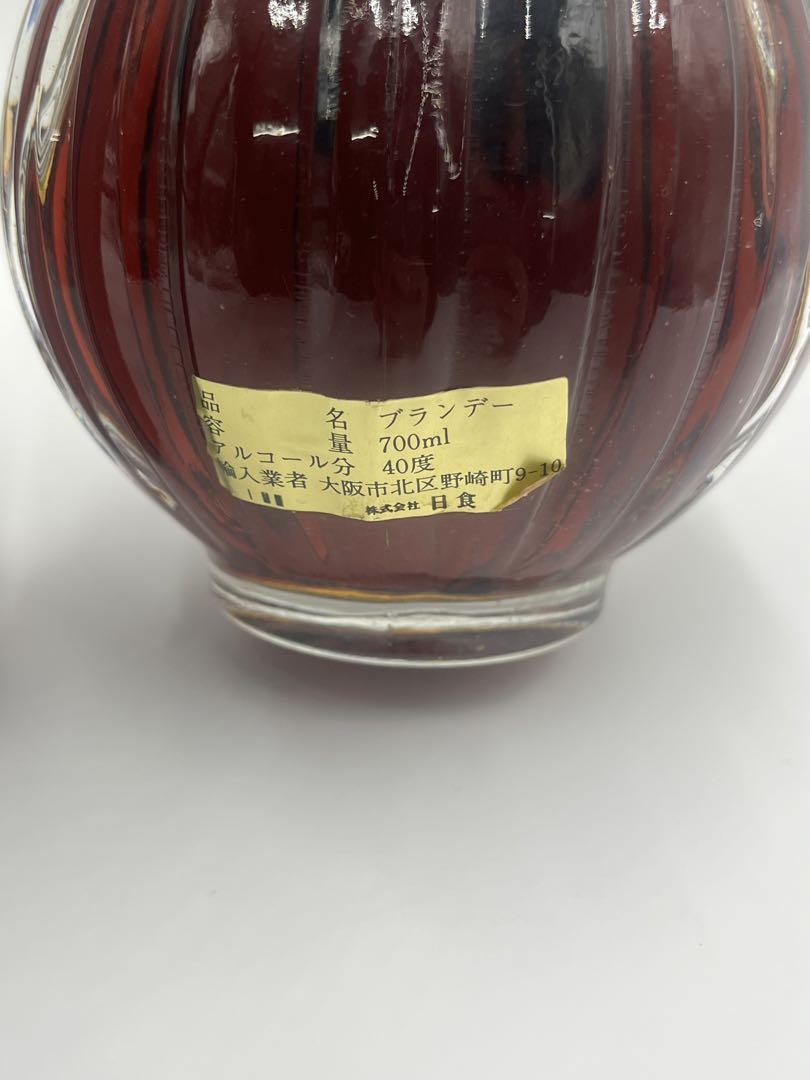 品 名 ブランデー
容 量 700ml
アルコール分 40度
輸入業者 大阪市北区野崎町9-10
株式会社 日食